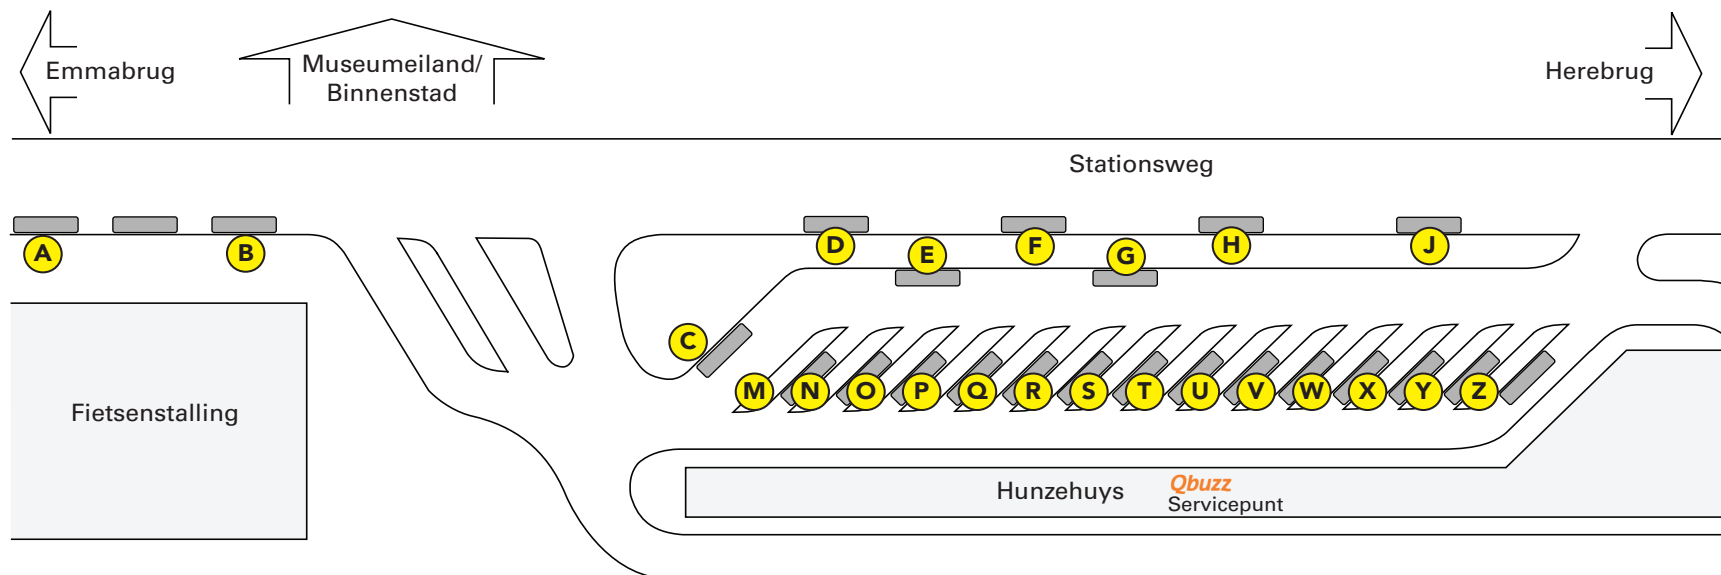 Emmabrug
Museumeiland/
Binnenstad
Herebrug
Stationsweg
A
B
D
E
F
G
H
J
C
M
N
O
P
Q
R
S
T
U
V
W
X
Y
Z
Fietsenstalling
Hunzehuys
Qbuzz
Servicepunt